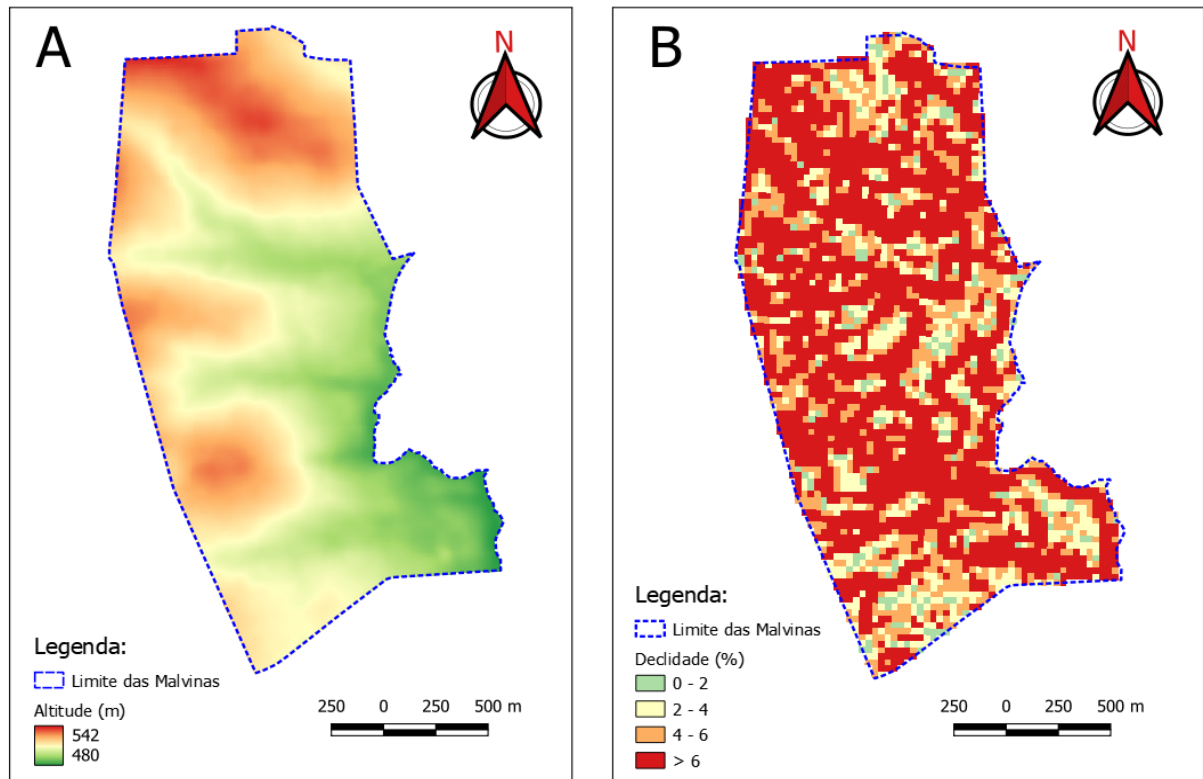 A
N
Legenda:
Limite das Malvinas
Altitude (m)
542
480
250 0 250 500 m
B
N
Legenda:
Limite das Malvinas
Declidade (%)
0 - 2
2 - 4
4 - 6
> 6
250 0 250 500 m